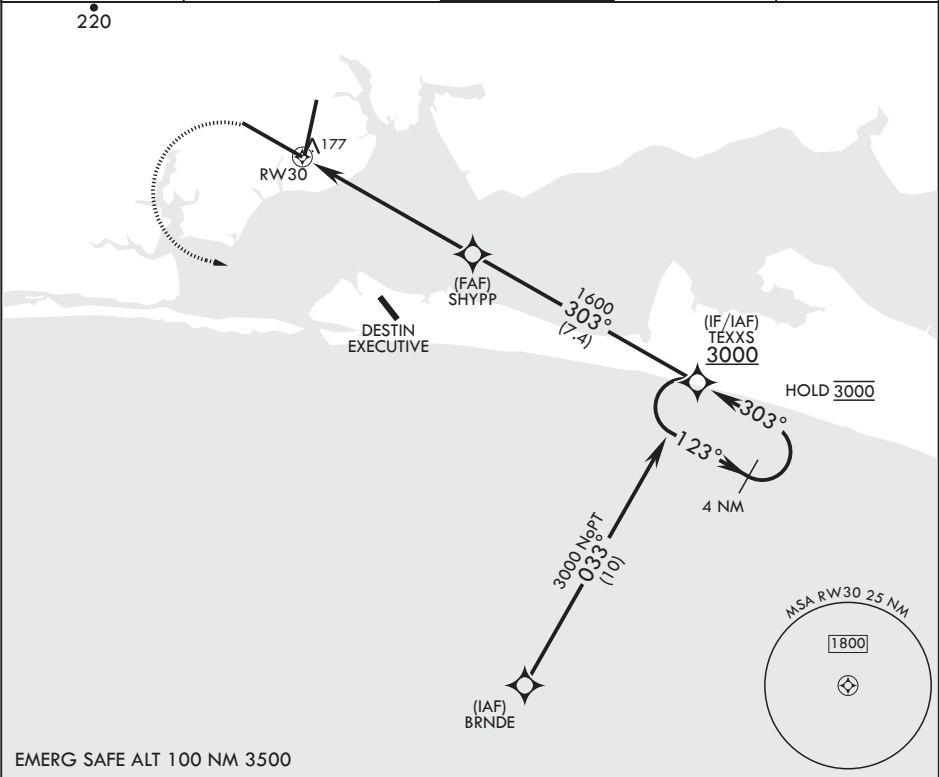 220
177
RW30
(FAF)
SHYPP
1600
303°
(7.4)
DESTIN
EXECUTIVE
(IF/IAF)
TEXXS
3000
HOLD 3000
303°
123°
4 NM
3000 NoPT
033°
(10)
(IAF)
BRNDE
MSA RW30 25 NM
1800
EMERG SAFE ALT 100 NM 3500